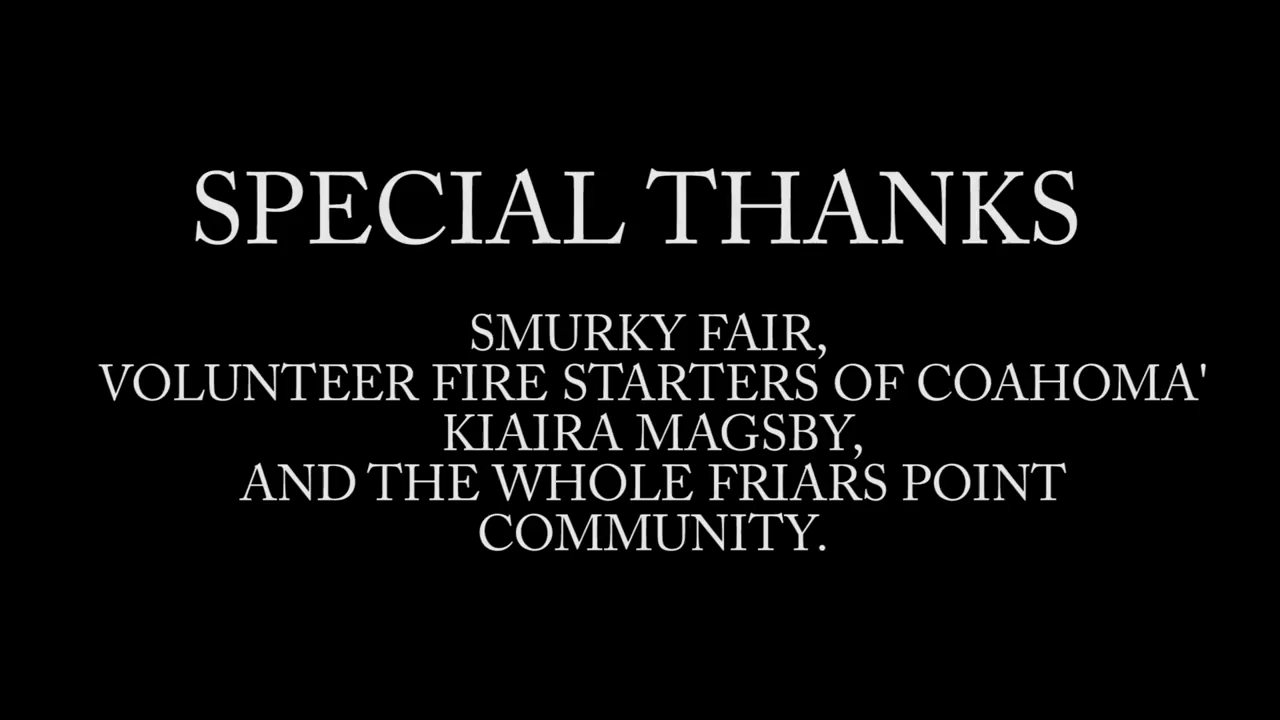 SPECIAL THANKS
SMURKY FAIR,
VOLUNTEER FIRE STARTERS OF COAHOMA'
KIAIRA MAGSBY,
AND THE WHOLE FRIARS POINT
COMMUNITY.